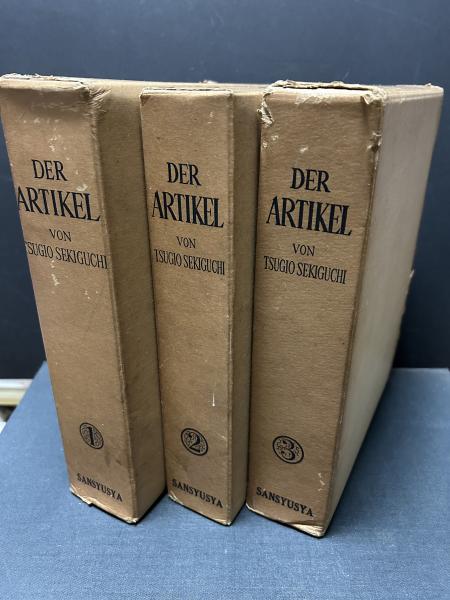 DER
ARTIKEL
VON
TSUGIO SEKIGUCHI
1
SANSYUSYA
DER
ARTIKEL
VON
TSUGIO SEKIGUCHI
2
SANSYUSYA
DER
ARTIKEL
VON
TSUGIO SEKIGUCHI
3
SANSYUSYA